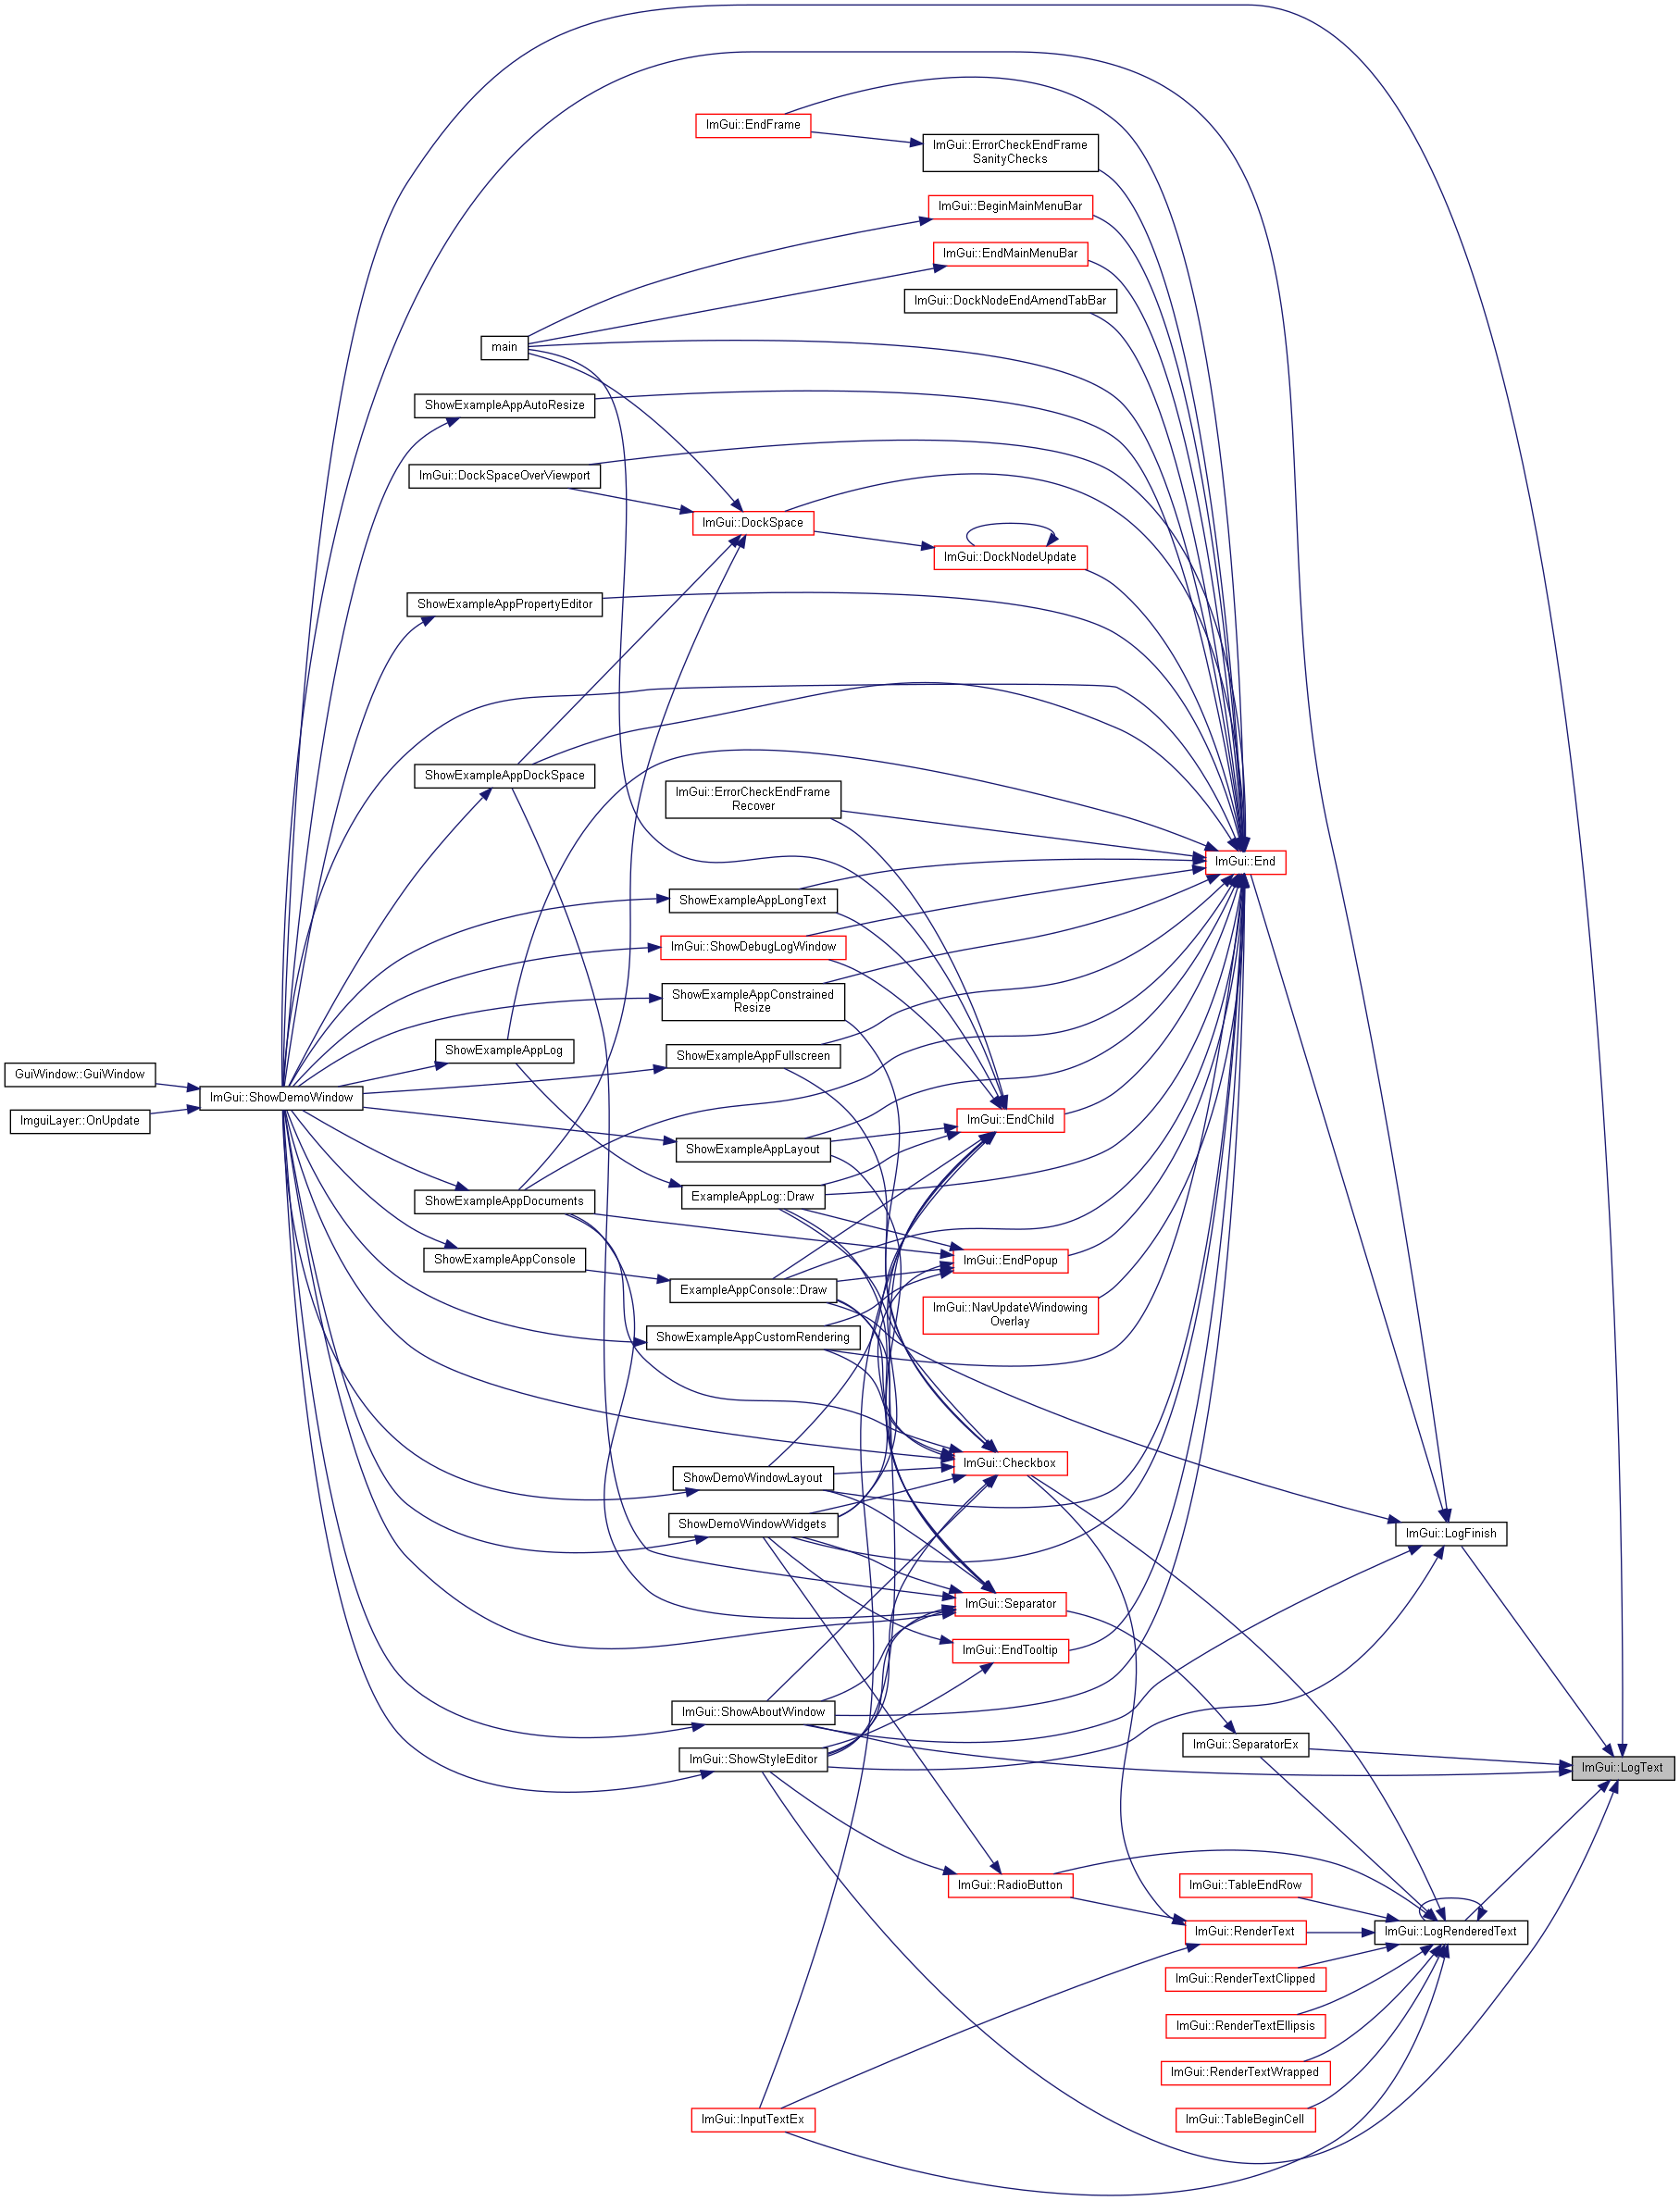 ImGui::EndFrame
ImGui::ErrorCheckEndFrame
SanityChecks
ImGui::BeginMainMenuBar
ImGui::EndMainMenuBar
ImGui::DockNodeEndAmendTabBar
main
ShowExampleAppAutoResize
ImGui::DockSpaceOverViewport
ImGui::DockSpace
ImGui::DockNodeUpdate
ShowExampleAppPropertyEditor
ShowExampleAppDockSpace
ImGui::ErrorCheckEndFrame
Recover
ImGui::End
ShowExampleAppLongText
ImGui::ShowDebugLogWindow
ShowExampleAppConstrained
Resize
ShowExampleAppLog
ShowExampleAppFullscreen
GuiWindow::GuiWindow
ImGui::ShowDemoWindow
ImguiLayer::OnUpdate
ImGui::EndChild
ShowExampleAppLayout
ExampleAppLog::Draw
ShowExampleAppDocuments
ShowExampleAppConsole
ImGui::EndPopup
ExampleAppConsole::Draw
ImGui::NavUpdateWindowing
Overlay
ShowExampleAppCustomRendering
ImGui::Checkbox
ShowDemoWindowLayout
ShowDemoWindowWidgets
ImGui::LogFinish
ImGui::Separator
ImGui::EndTooltip
ImGui::ShowAboutWindow
ImGui::SeparatorEx
ImGui::ShowStyleEditor
ImGui::LogText
ImGui::RadioButton
ImGui::TableEndRow
ImGui::RenderText
ImGui::LogRenderedText
ImGui::RenderTextClipped
ImGui::RenderTextEllipsis
ImGui::RenderTextWrapped
ImGui::InputTextEx
ImGui::TableBeginCell